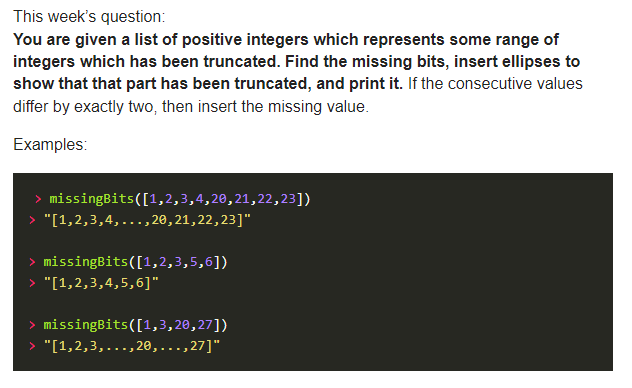 This week’s question:
You are given a list of positive integers which represents some range of
integers which has been truncated. Find the missing bits, insert ellipses to
show that that part has been truncated, and print it. If the consecutive values
differ by exactly two, then insert the missing value.
Examples:
> missingBits([1,2,3,4,20,21,22,23])
> "[1,2,3,4,...,20,21,22,23]"
> missingBits([1,2,3,5,6])
> "[1,2,3,4,5,6]"
> missingBits([1,3,20,27])
> "[1,2,3,...,20,...,27]"